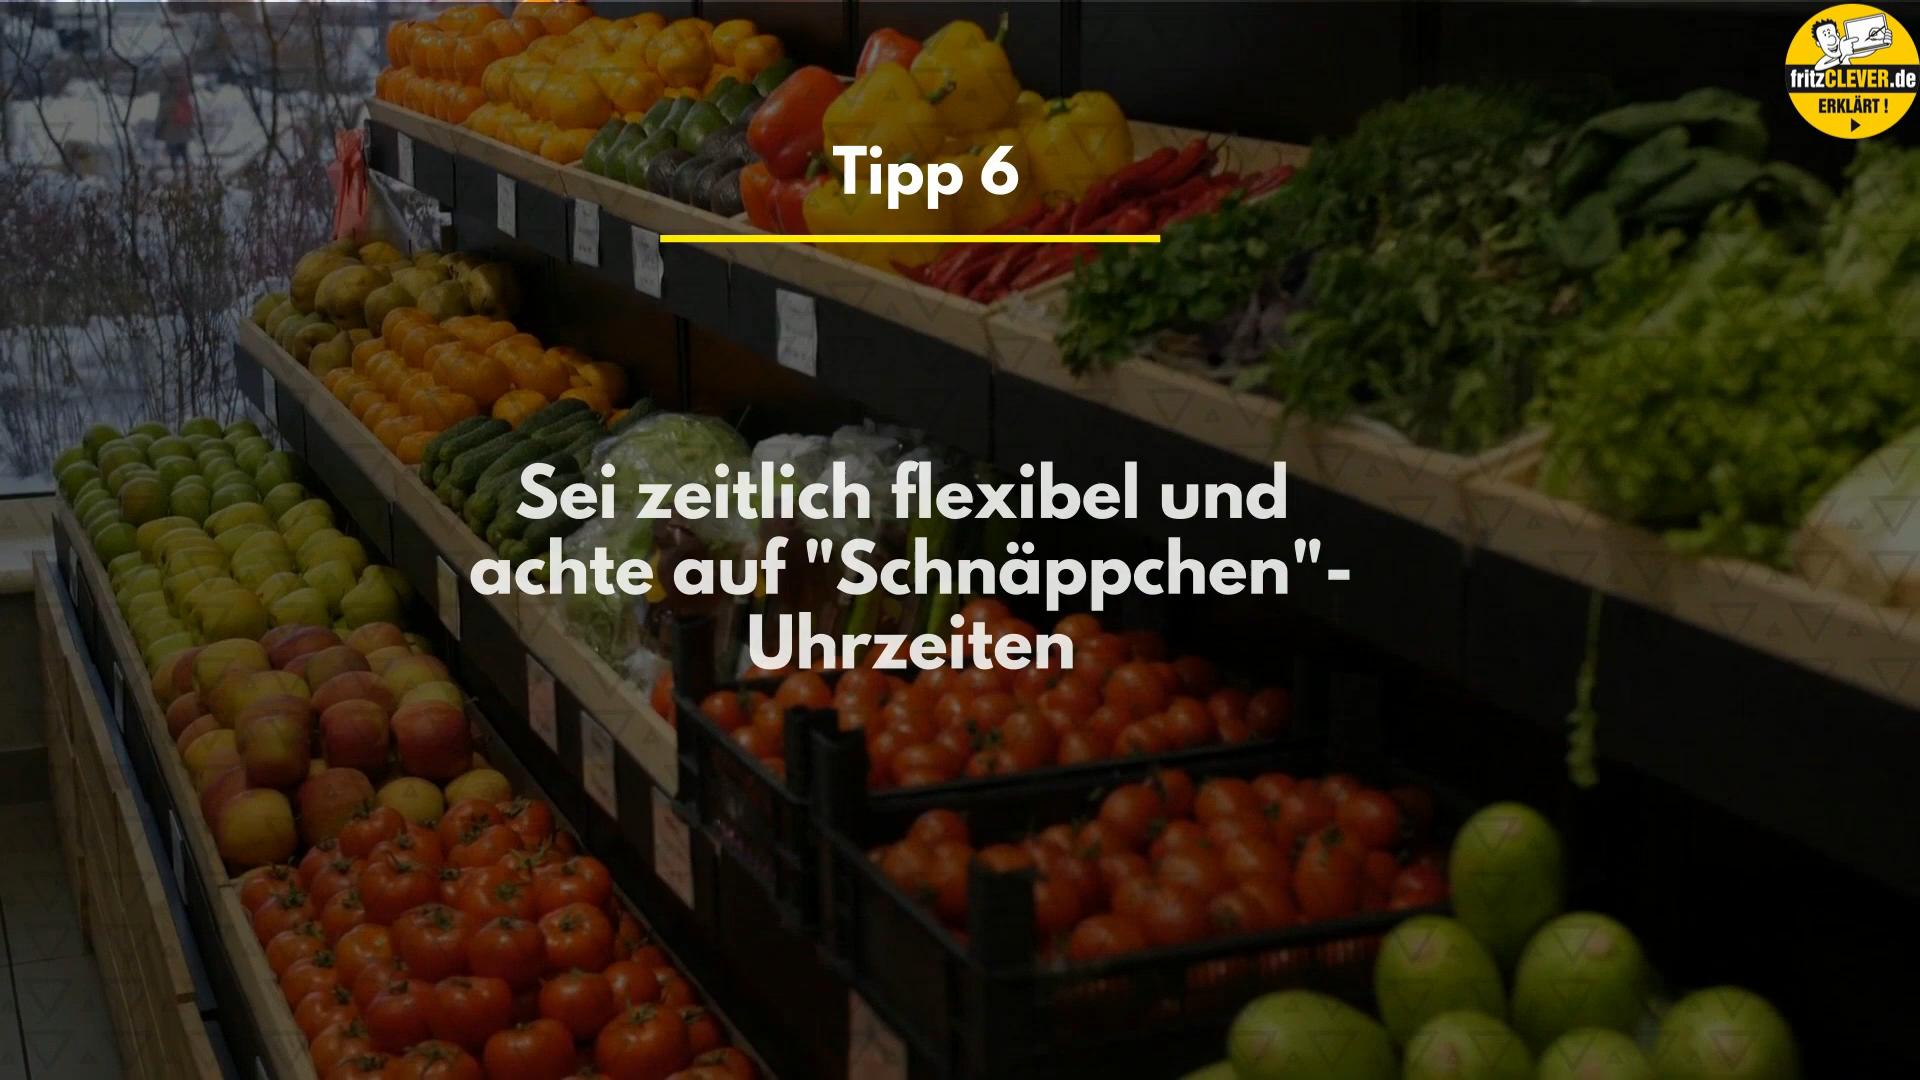 fritzCLEVER.de
ERKLÄRT !
Tipp 6
Sei zeitlich flexibel und
achte auf "Schnäppchen"-
Uhrzeiten